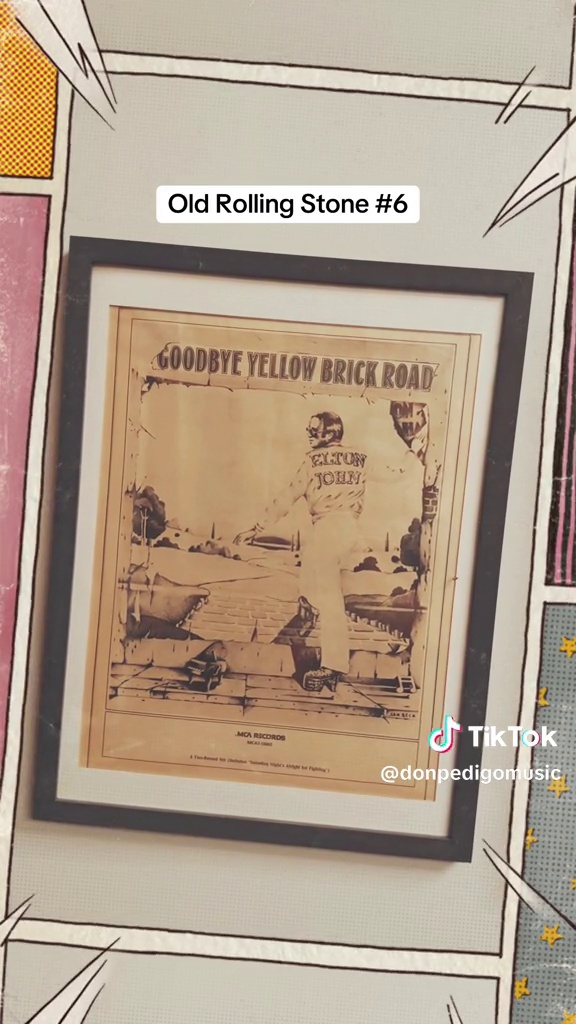 Old Rolling Stone #6
GOODBYE YELLOW BRICK ROAD
ELTON
JOHN
MCA RECORDS
TikTok
@donpedigomusic